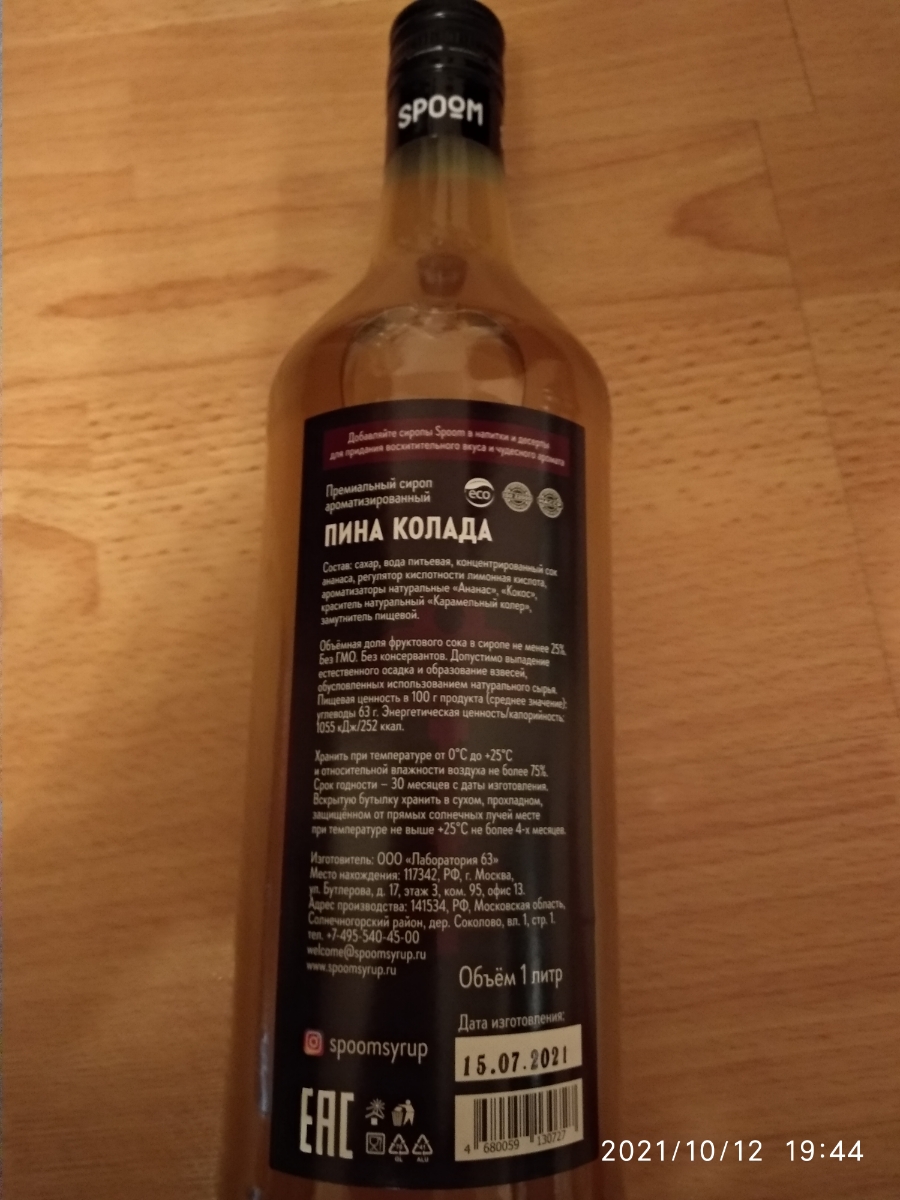 SPOOM
Добавляйте сиропы Spoom в напитки и десерты
для придания восхитительного вкуса и чудесного аромата
Премиальный сироп
ароматизированный
eco
ПИНА КОЛАДА
Состав: сахар, вода питьевая, концентрированный сок
ананаса, регулятор кислотности лимонная кислота,
ароматизаторы натуральные «Ананас», «Кокос»,
краситель натуральный «Карамельный колер»,
замутнитель пищевой.
Объёмная доля фруктового сока в сиропе не менее 25%.
Без ГМО. Без консервантов. Допустимо выпадение
естественного осадка и образование взвесей,
обусловленных использованием натурального сырья.
Пищевая ценность в 100 г продукта (среднее значение):
углеводы 63 г. Энергетическая ценность/калорийность:
1055 кДж/252 ккал.
Хранить при температуре от 0°С до +25°С
и относительной влажности воздуха не более 75%.
Срок годности – 30 месяцев с даты изготовления.
Вскрытую бутылку хранить в сухом, прохладном,
защищённом от прямых солнечных лучей месте
при температуре не выше +25°С не более 4-х месяцев.
Изготовитель: ООО «Лаборатория 63»
Место нахождения: 117342, РФ, г. Москва,
ул. Бутлерова, д. 17, этаж 3, ком. 95, офис 13.
Адрес производства: 141534, РФ, Московская область,
Солнечногорский район, дер. Соколово, вл. 1, стр. 1.
тел. +7-495-540-45-00
welcome@spoomsyrup.ru
www.spoomsyrup.ru
Объём 1 литр
Дата изготовления:
15.07.2021
spoomsyrup
EAC
GL ALU
4 680059 130727
2021/10/12 19:44